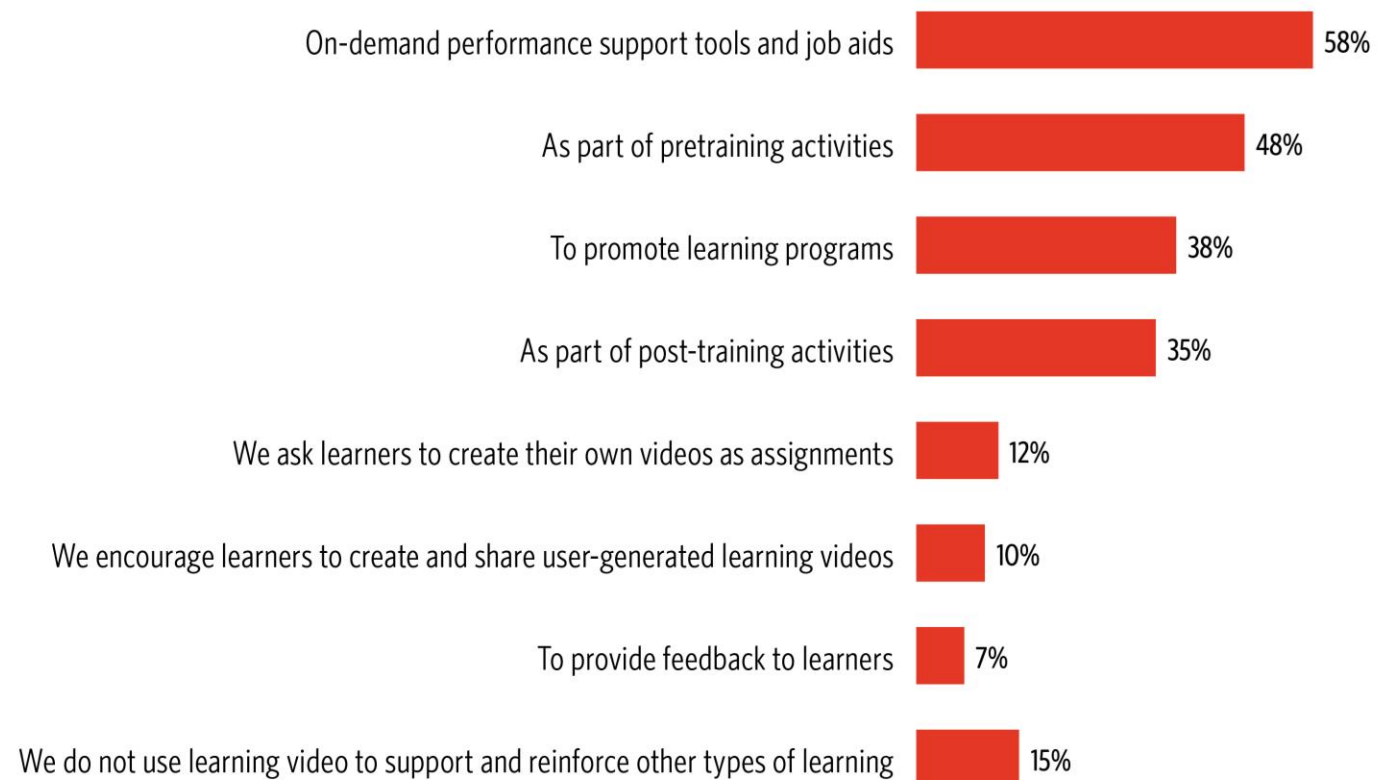 On-demand performance support tools and job aids 58%
As part of pretraining activities 48%
To promote learning programs 38%
As part of post-training activities 35%
We ask learners to create their own videos as assignments 12%
We encourage learners to create and share user-generated learning videos 10%
To provide feedback to learners 7%
We do not use learning video to support and reinforce other types of learning 15%